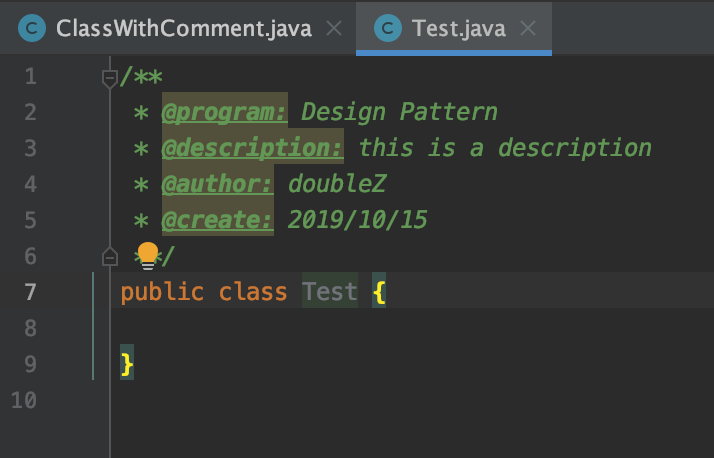 C ClassWithComment.java × C Test.java ×
1 /**
2 * @program: Design Pattern
3 * @description: this is a description
4 * @author: doubleZ
5 * @create: 2019/10/15
6 **/
7 public class Test {
8
9 }
10